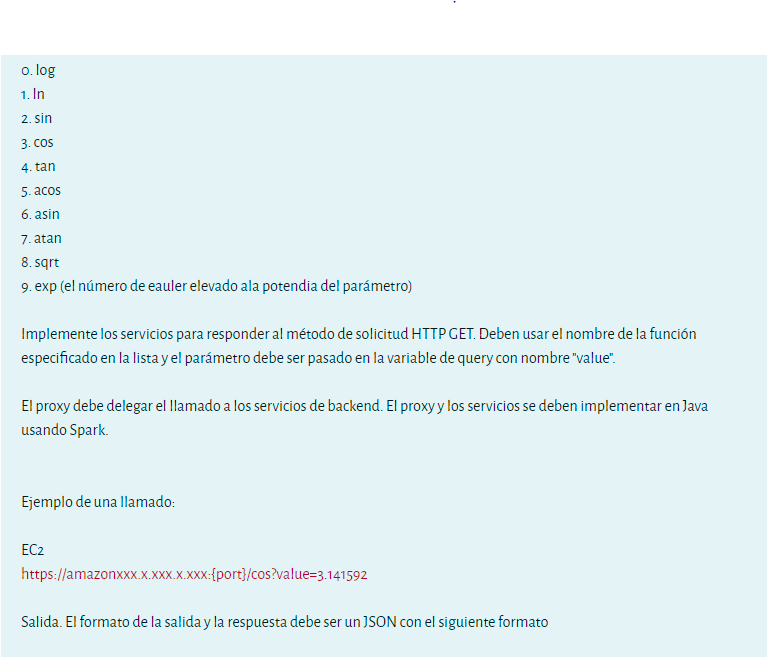 0. log
1. ln
2. sin
3. cos
4. tan
5. acos
6. asin
7. atan
8. sqrt
9. exp (el número de eauler elevado ala potendia del parámetro)
Implemente los servicios para responder al método de solicitud HTTP GET. Deben usar el nombre de la función
especificado en la lista y el parámetro debe ser pasado en la variable de query con nombre "value".
El proxy debe delegar el llamado a los servicios de backend. El proxy y los servicios se deben implementar en Java
usando Spark.
Ejemplo de una llamado:
EC2
https://amazonxxx.x.xxx.x.xxx:{port}/cos?value=3.141592
Salida. El formato de la salida y la respuesta debe ser un JSON con el siguiente formato